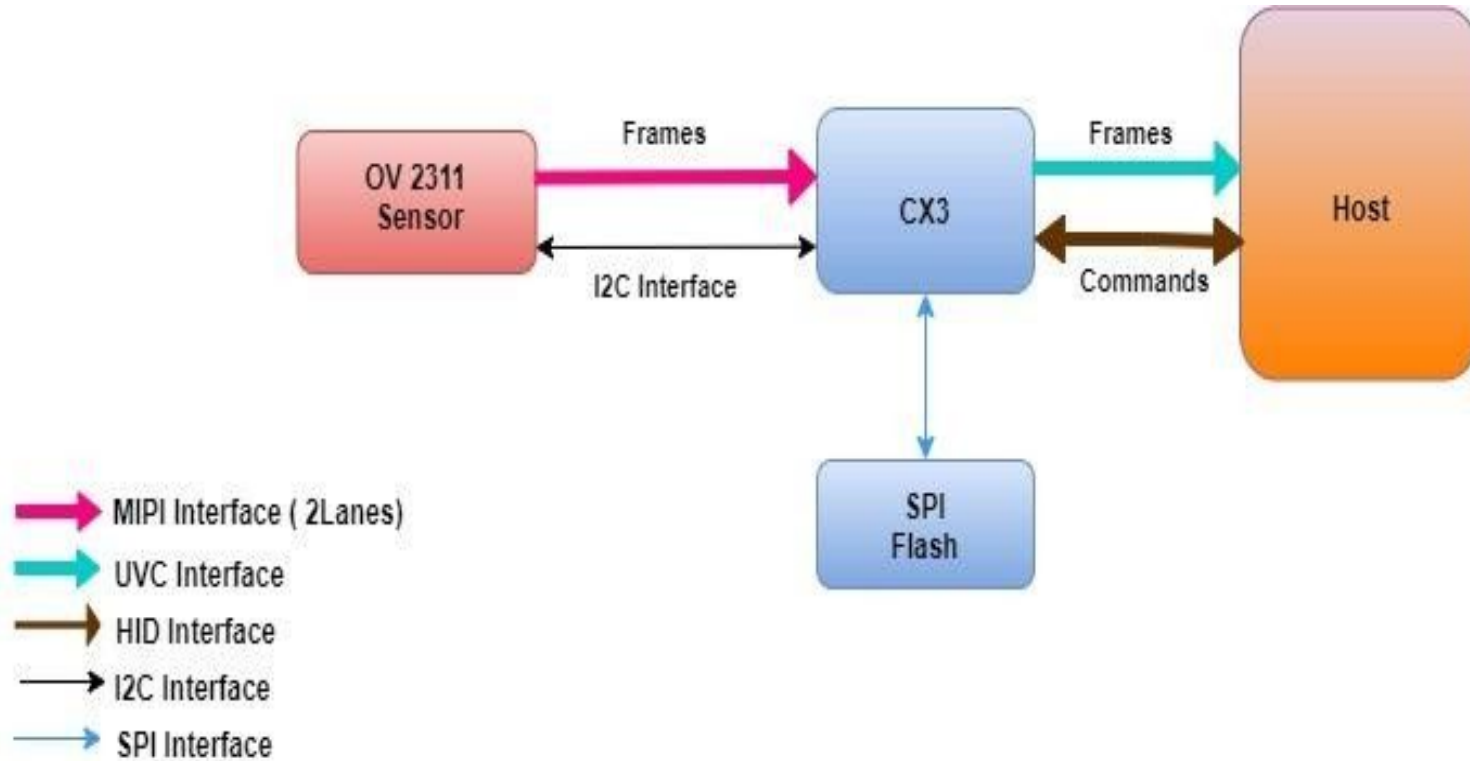 Frames
Frames
OV 2311
Sensor
CX3
Host
I2C Interface
Commands
SPI
Flash
MIPI Interface ( 2Lanes)
UVC Interface
HID Interface
I2C Interface
SPI Interface